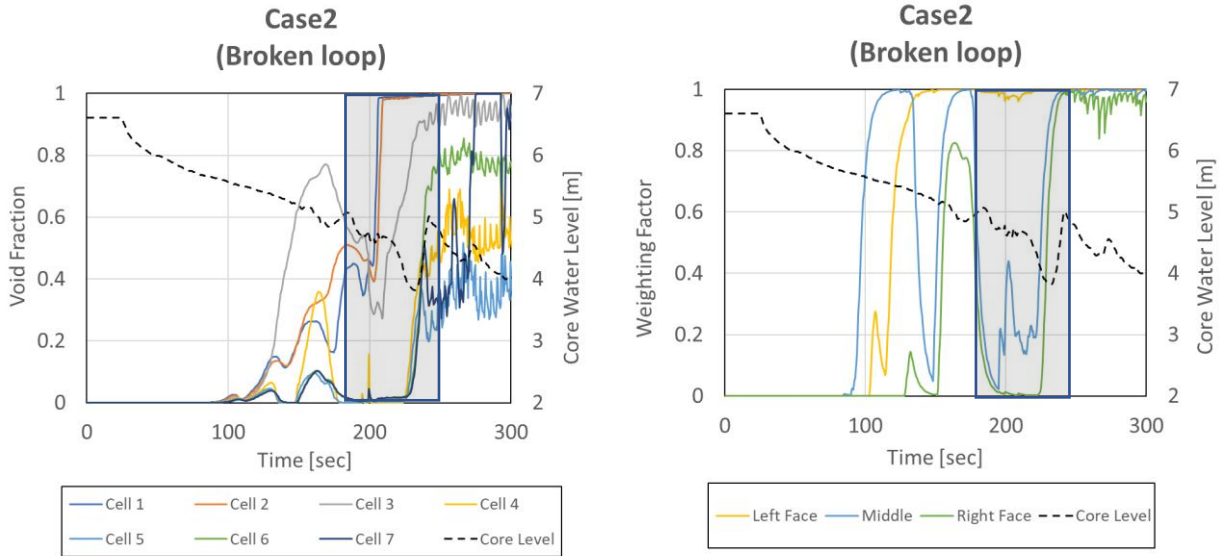 Case2
(Broken loop)
1
0.8
0.6
0.4
0.2
0
Void Fraction
7
6
5
4
3
2
Core Water Level [m]
0
100
200
300
Time [sec]
Cell 1
Cell 2
Cell 3
Cell 4
Cell 5
Cell 6
Cell 7
Core Level
Case2
(Broken loop)
1
0.8
0.6
0.4
0.2
0
Weighting Factor
7
6
5
4
3
2
Core Water Level [m]
0
100
200
300
Time [sec]
Left Face
Middle
Right Face
Core Level